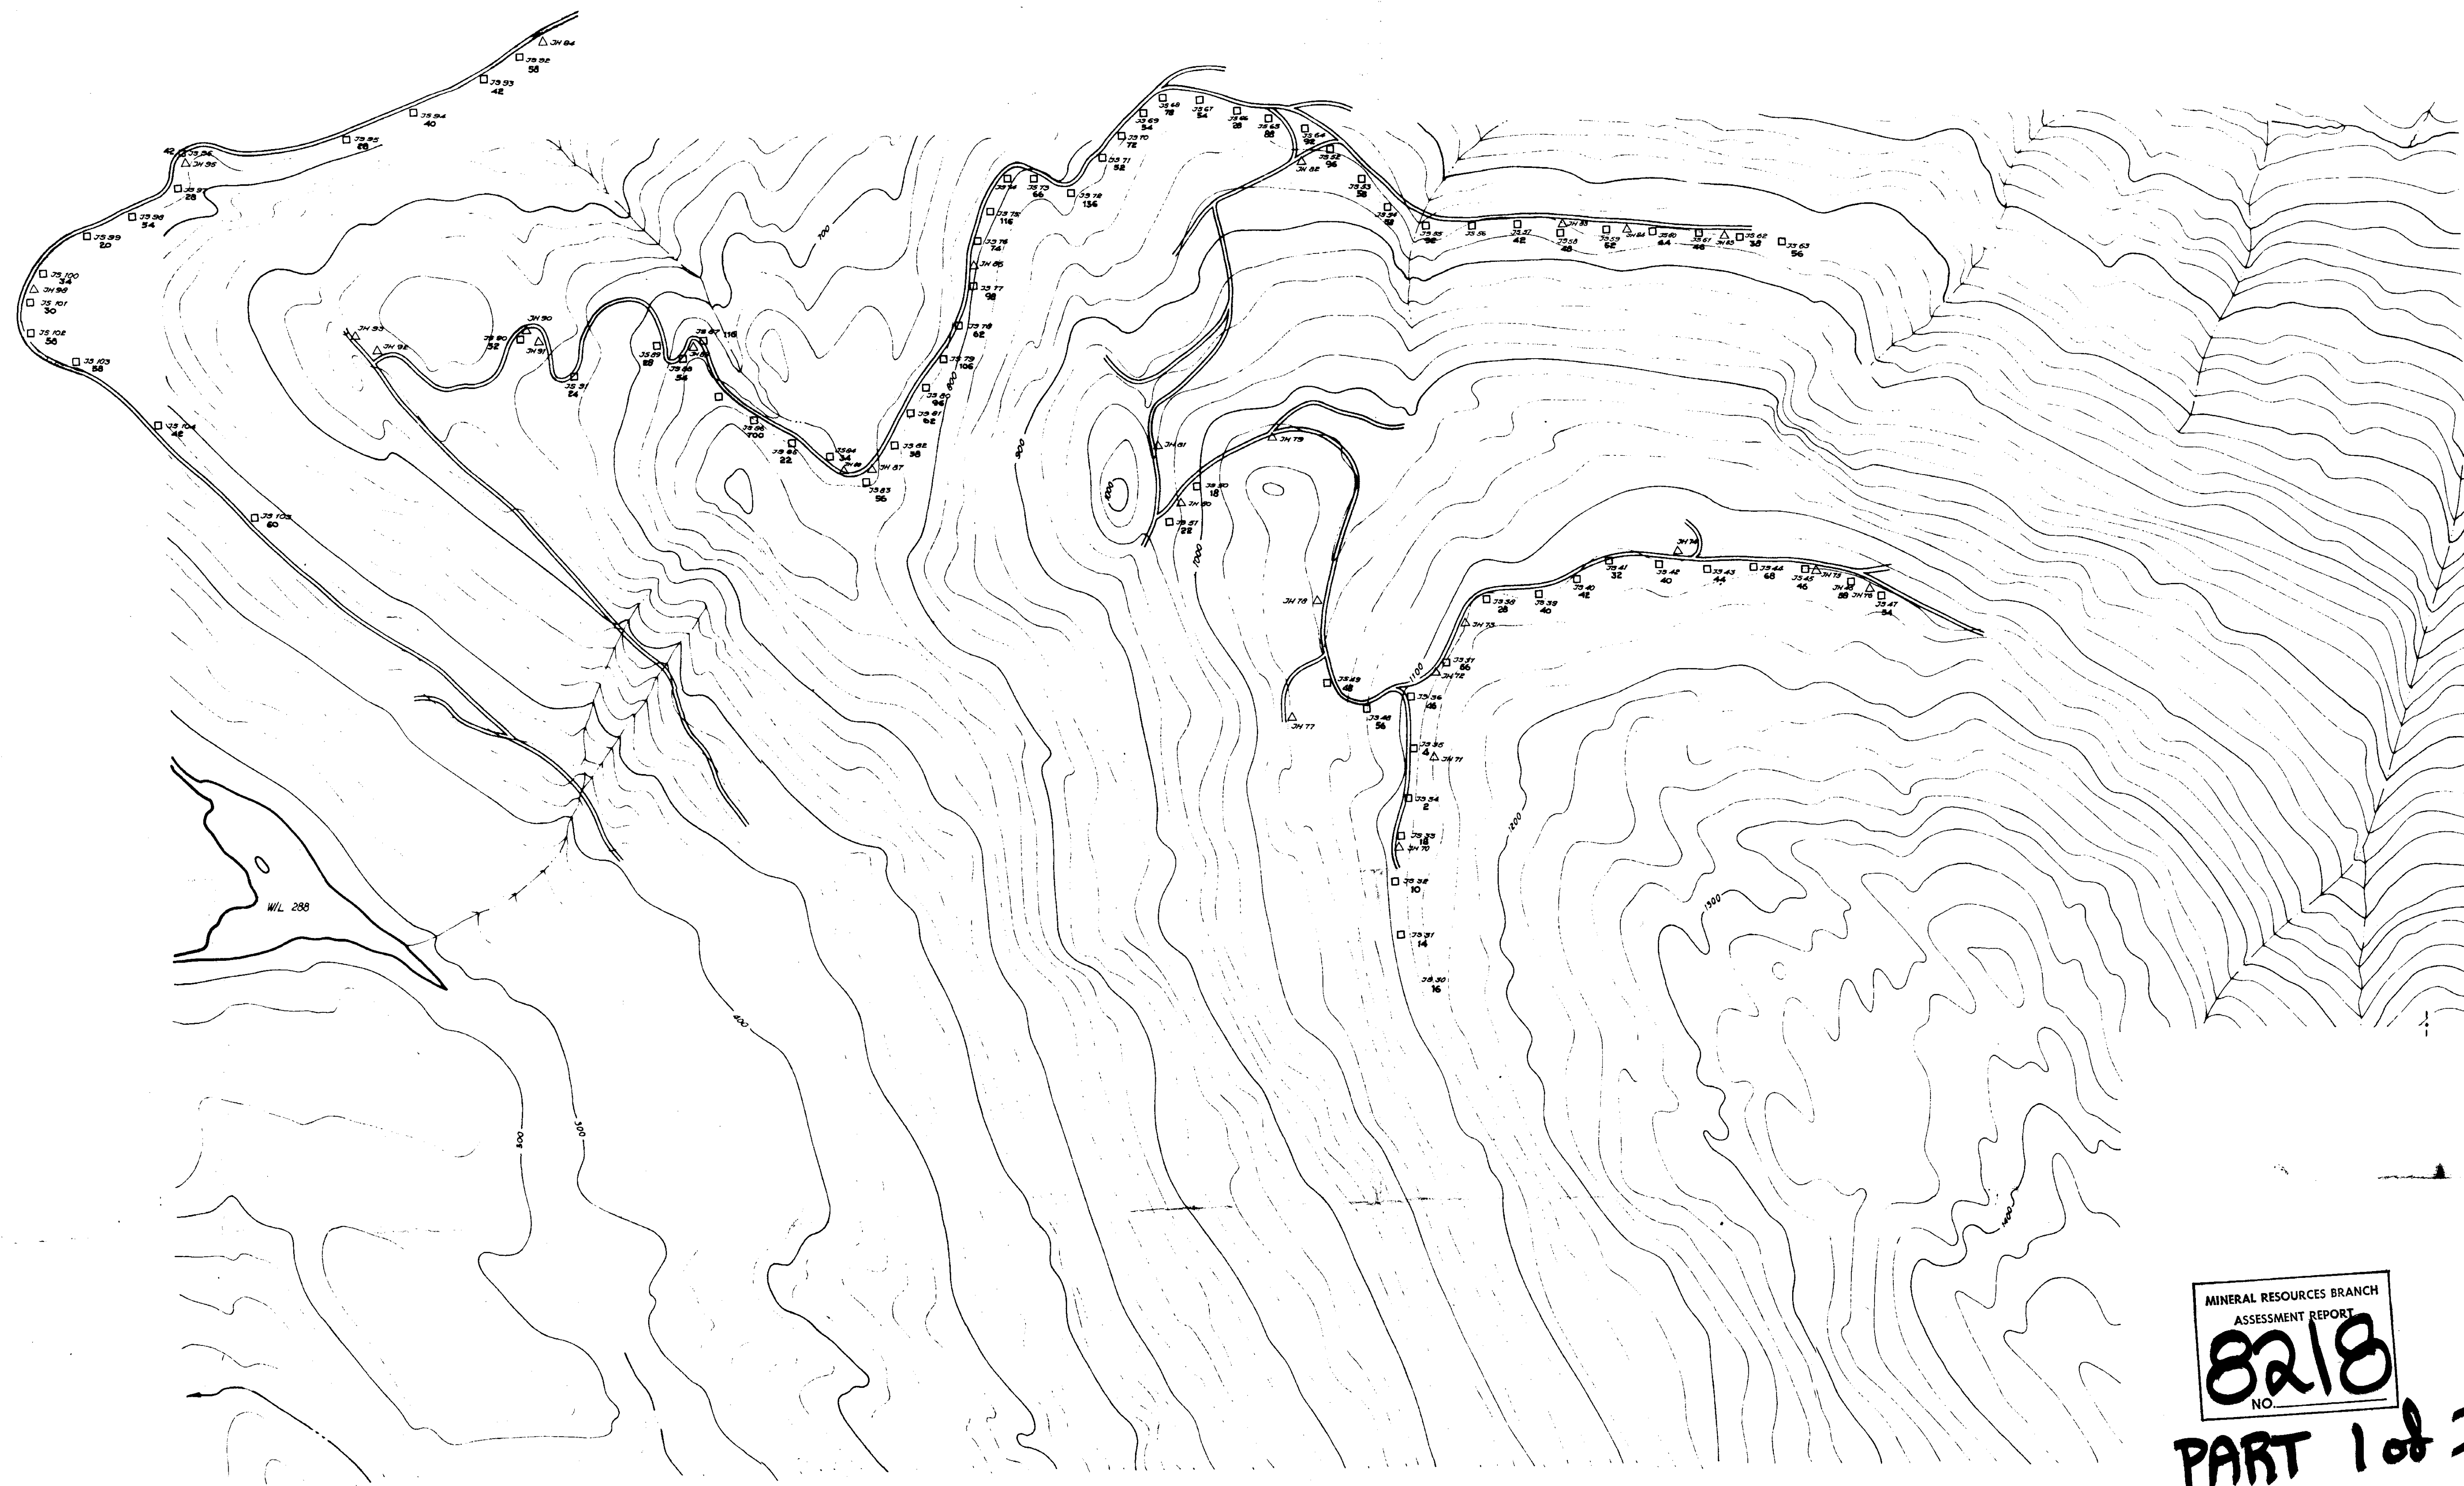 JH 84
JS 92
58
JS 93
42
JS 94
40
JS 95
28
42
JS 96
JH 95
JS 97
28
JS 98
54
JS 99
20
JS 100
34
JH 98
JS 101
30
JS 102
58
JS 103
58
JS 104
42
JS 105
60
JH 93
JH 92
JS 90
52
JH 90
JH 91
JS 91
24
JS 89
28
JS 87
116
JS 88
54
JS 86
100
JS 85
22
JS 84
34
JH 87
JS 83
56
JS 82
38
JS 81
62
JS 80
96
JS 79
106
JS 78
62
JS 77
98
JH 86
JS 76
74
JS 75
116
JS 74
JS 73
66
JS 72
136
JS 71
52
JS 70
72
JS 69
54
JS 68
78
JS 67
54
JS 66
28
JS 65
88
JS 64
92
JS 52
96
JH 82
JS 53
58
JS 54
58
JS 55
92
JS 56
JS 57
42
JH 83
JS 58
48
JS 59
62
JH 84
JS 60
44
JS 61
46
JH 85
JS 62
38
JS 63
56
700
800
900
900
1000
JH 81
JH 79
JS 50
18
JH 80
JS 51
22
JH 78
JH 77
JS 49
48
JS 48
56
1100
JH 72
JS 37
66
JH 73
JS 36
46
JS 35
4
JH 71
JS 34
2
JS 33
18
JH 70
JS 32
10
JS 31
14
JS 30
16
JS 38
28
JS 39
40
JS 40
42
JS 41
32
JS 42
40
JH 74
JS 43
44
JS 44
68
JS 45
46
JH 75
JH 76
JS 47
54
1200
1300
1400
W/L 288
400
300
300
MINERAL RESOURCES BRANCH
ASSESSMENT REPORT
8218
NO.
PART 1 of